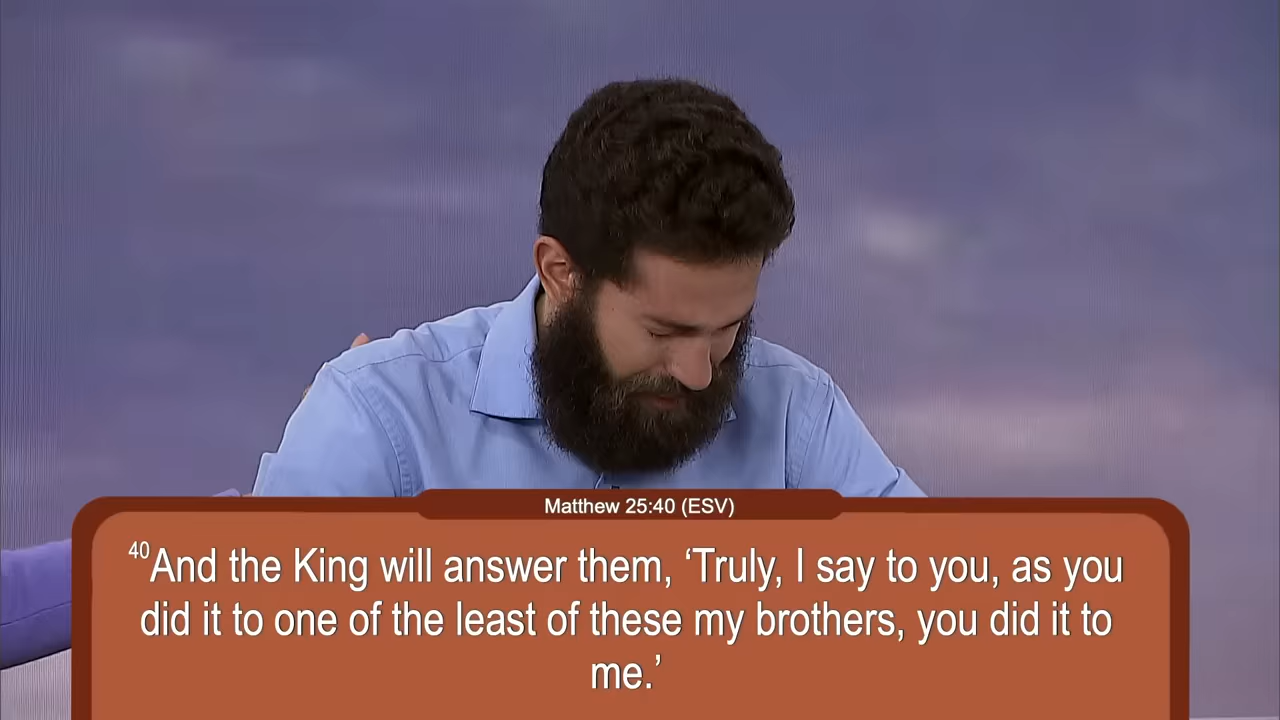 Matthew 25:40 (ESV)
40And the King will answer them, ‘Truly, I say to you, as you
did it to one of the least of these my brothers, you did it to
me.’